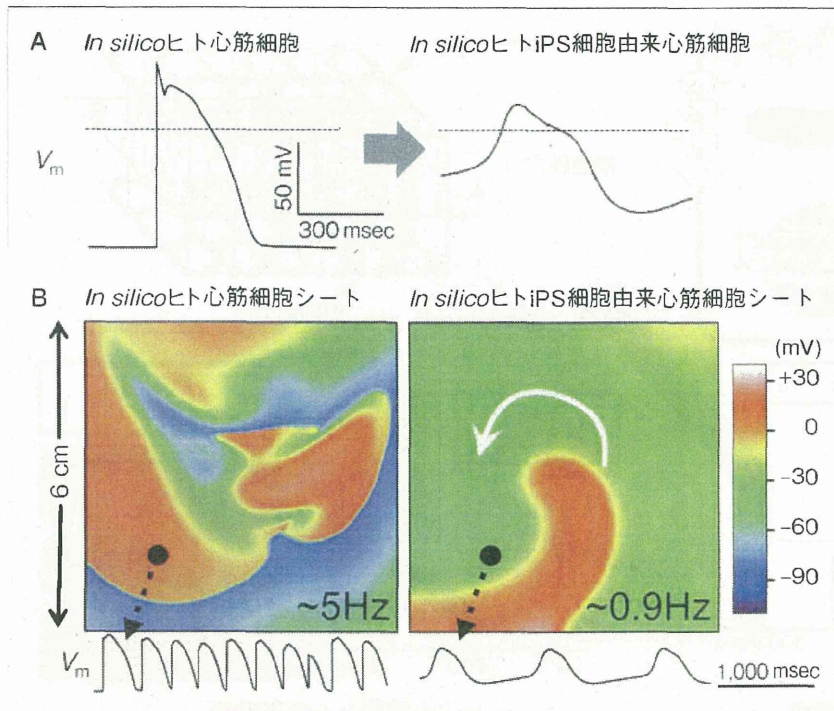 A In silicoヒト心筋細胞
In silicoヒトiPS細胞由来心筋細胞
Vm
50 mV
300 msec
B In silicoヒト心筋細胞シート
In silicoヒトiPS細胞由来心筋細胞シート
6 cm
~5Hz
~0.9Hz
(mV)
+30
0
−30
−60
−90
Vm
1,000 msec